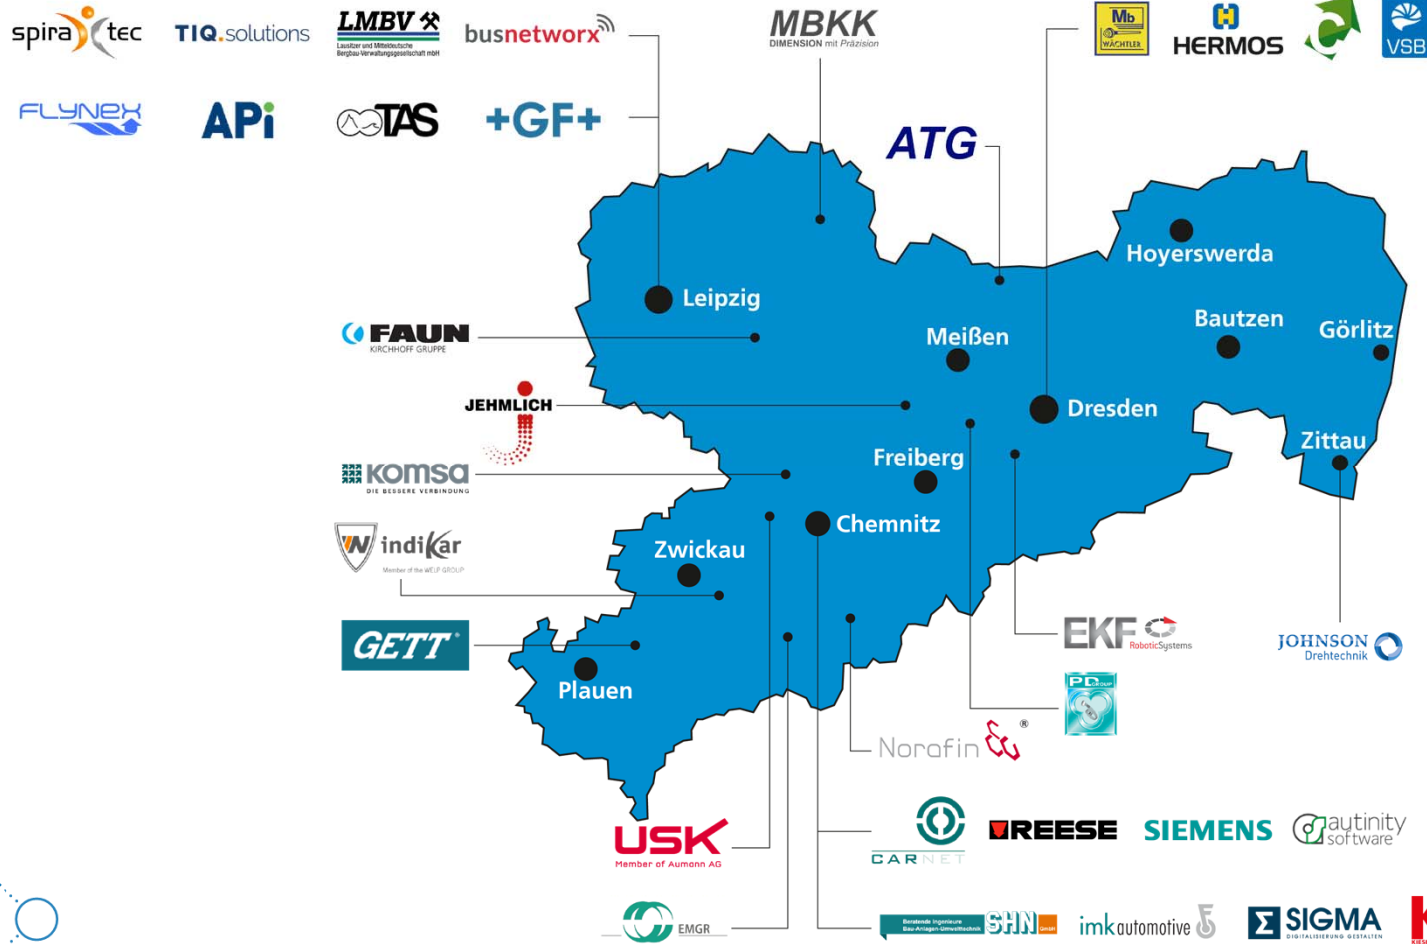 spira tec
TIQ.solutions
LMBV
Lausitzer und Mitteldeutsche
Bergbau-Verwaltungsgesellschaft mbH
busnetworx
MBKK
DIMENSION mit Präzision
Mb
WÄCHTLER
HERMOS
VSB
FLYNEX
APi
TAS
+GF+
ATG
Hoyerswerda
Leipzig
Bautzen
Görlitz
Meißen
FAUN
KIRCHHOFF GRUPPE
JEHMLICH
Dresden
Zittau
Freiberg
KOMSA
DIE BESSERE VERBINDUNG
Chemnitz
indiKar
Member of the WELP GROUP
Zwickau
GETT®
EKF
RoboticSystems
JOHNSON
Drehtechnik
Plauen
PD GROUP
Norafin ®
USK
Member of Aumann AG
CARNET
REESE
SIEMENS
autinity
software
EMGR
Beratende Ingenieure
Bau-Anlagen-Umwelttechnik
SHN GmbH
imk automotive
Σ SIGMA
DIGITALISIERUNG GESTALTEN